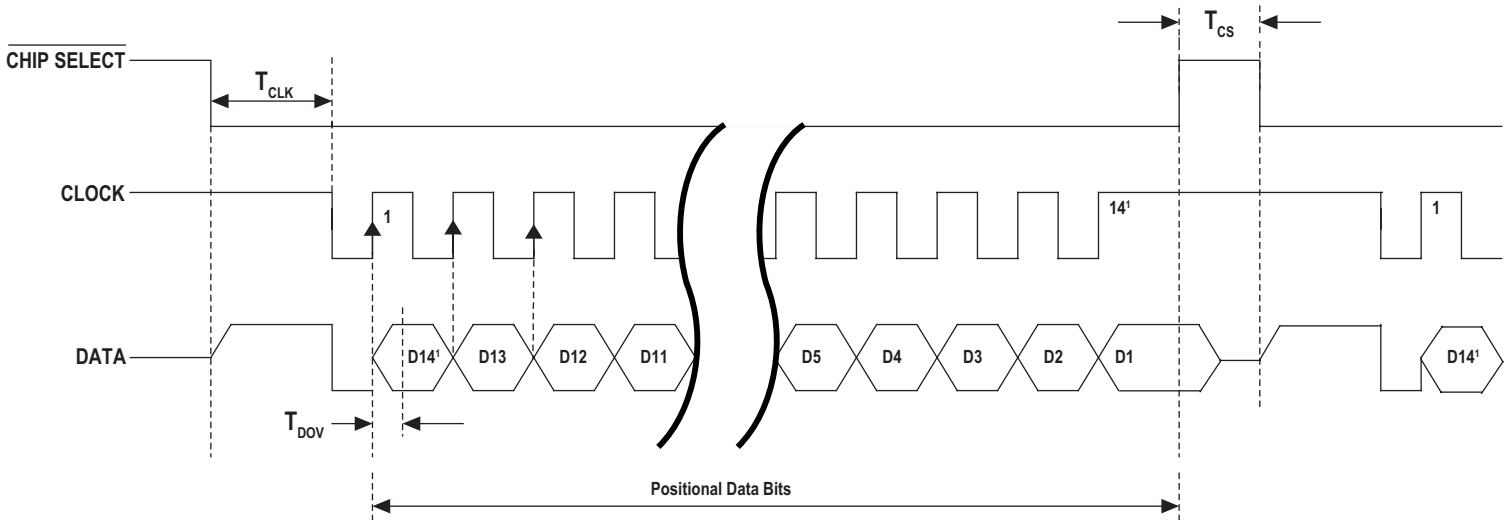 T_CS
CHIP SELECT
T_CLK
CLOCK
1
14¹
1
DATA
D14¹ D13 D12 D11 D5 D4 D3 D2 D1 D14¹
T_DOV
Positional Data Bits